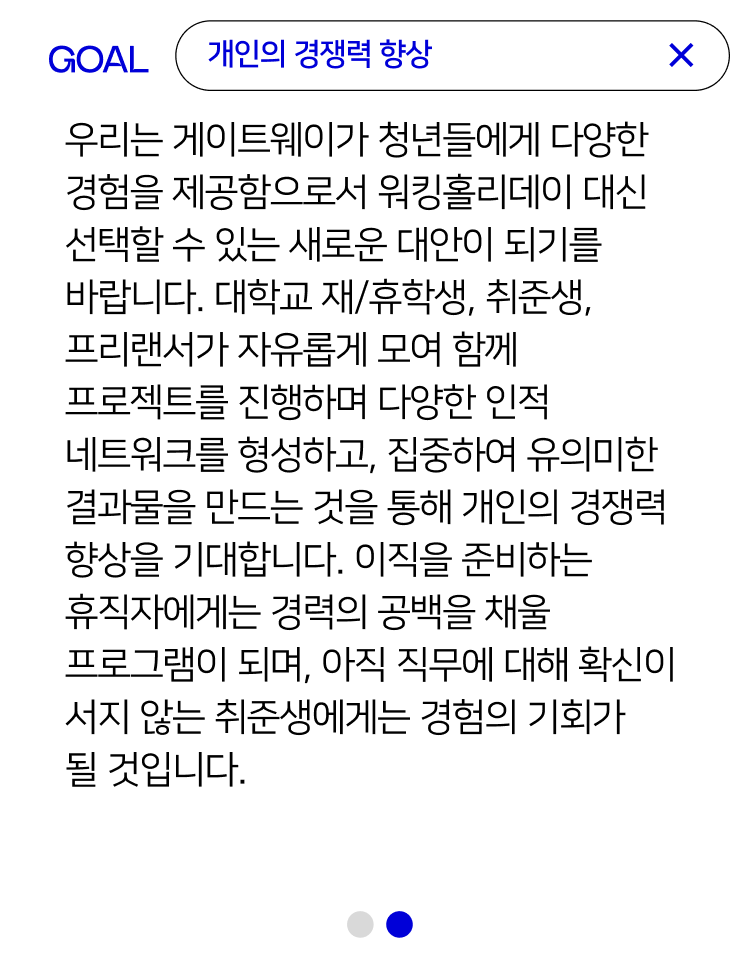 GOAL 개인의 경쟁력 향상 ✕
우리는 게이트웨이가 청년들에게 다양한
경험을 제공함으로서 워킹홀리데이 대신
선택할 수 있는 새로운 대안이 되기를
바랍니다. 대학교 재/휴학생, 취준생,
프리랜서가 자유롭게 모여 함께
프로젝트를 진행하며 다양한 인적
네트워크를 형성하고, 집중하여 유의미한
결과물을 만드는 것을 통해 개인의 경쟁력
향상을 기대합니다. 이직을 준비하는
휴직자에게는 경력의 공백을 채울
프로그램이 되며, 아직 직무에 대해 확신이
서지 않는 취준생에게는 경험의 기회가
될 것입니다.